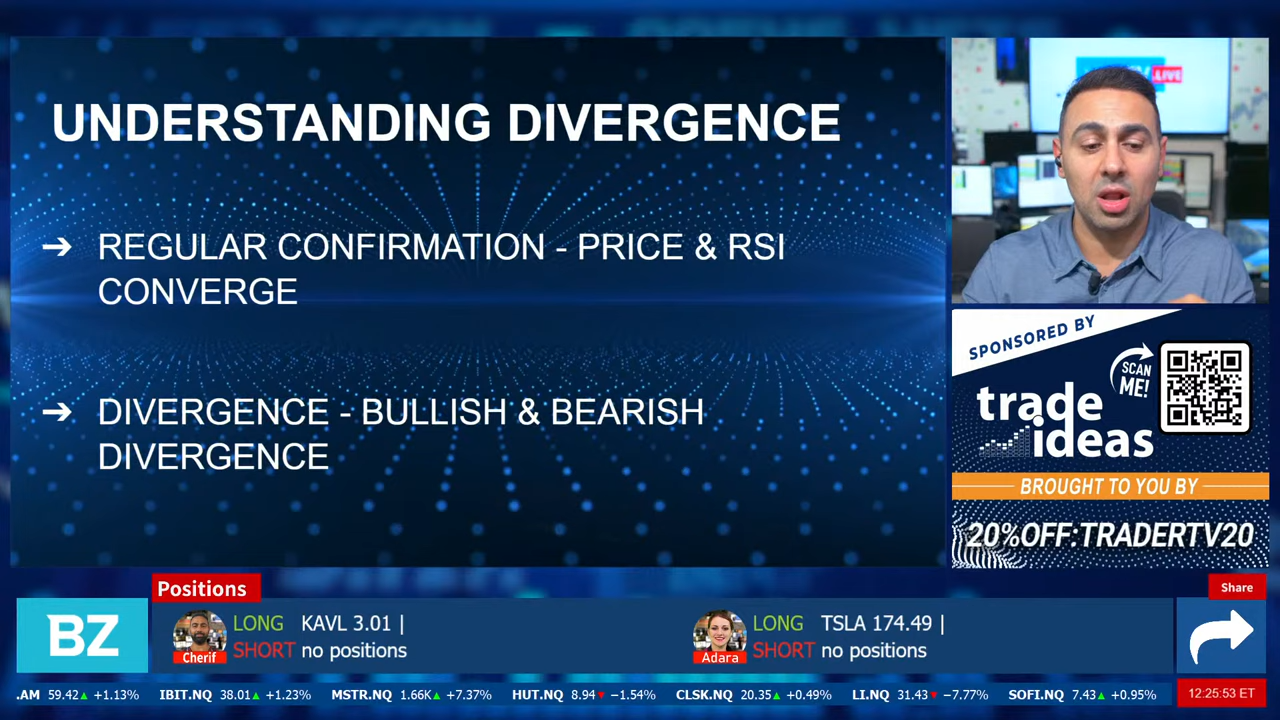 UNDERSTANDING DIVERGENCE
➔ REGULAR CONFIRMATION - PRICE & RSI
CONVERGE
➔ DIVERGENCE - BULLISH & BEARISH
DIVERGENCE
.LIVE
SPONSORED BY
SCAN
ME!
trade
ideas
BROUGHT TO YOU BY
20%OFF:TRADERTV20
Positions
Share
BZ
LONG KAVL 3.01 |
SHORT no positions
Cherif
LONG TSLA 174.49 |
SHORT no positions
Adara
.AM 59.42▲ +1.13% IBIT.NQ 38.01▲ +1.23% MSTR.NQ 1.66K▲ +7.37% HUT.NQ 8.94▼ −1.54% CLSK.NQ 20.35▲ +0.49% LI.NQ 31.43▼ −7.77% SOFI.NQ 7.43▲ +0.95%
12:25:53 ET